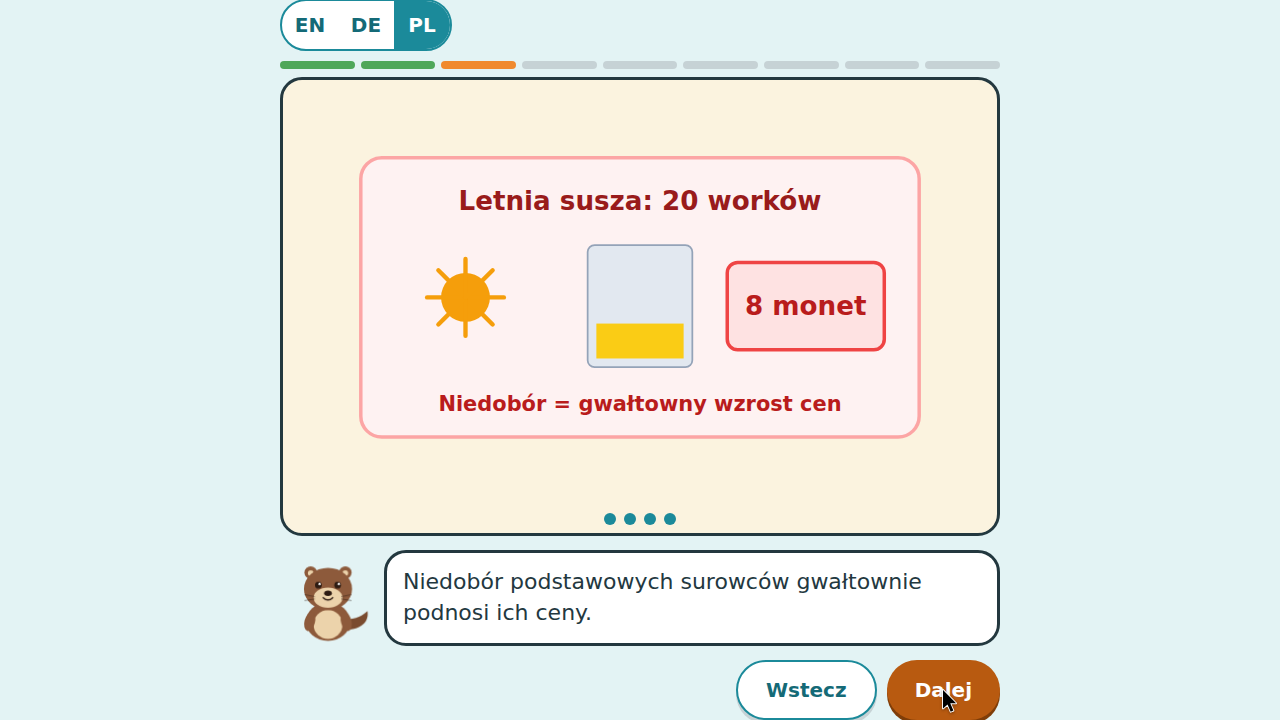 EN DE PL
Letnia susza: 20 worków
8 monet
Niedobór = gwałtowny wzrost cen
Niedobór podstawowych surowców gwałtownie
podnosi ich ceny.
Wstecz
Dalej